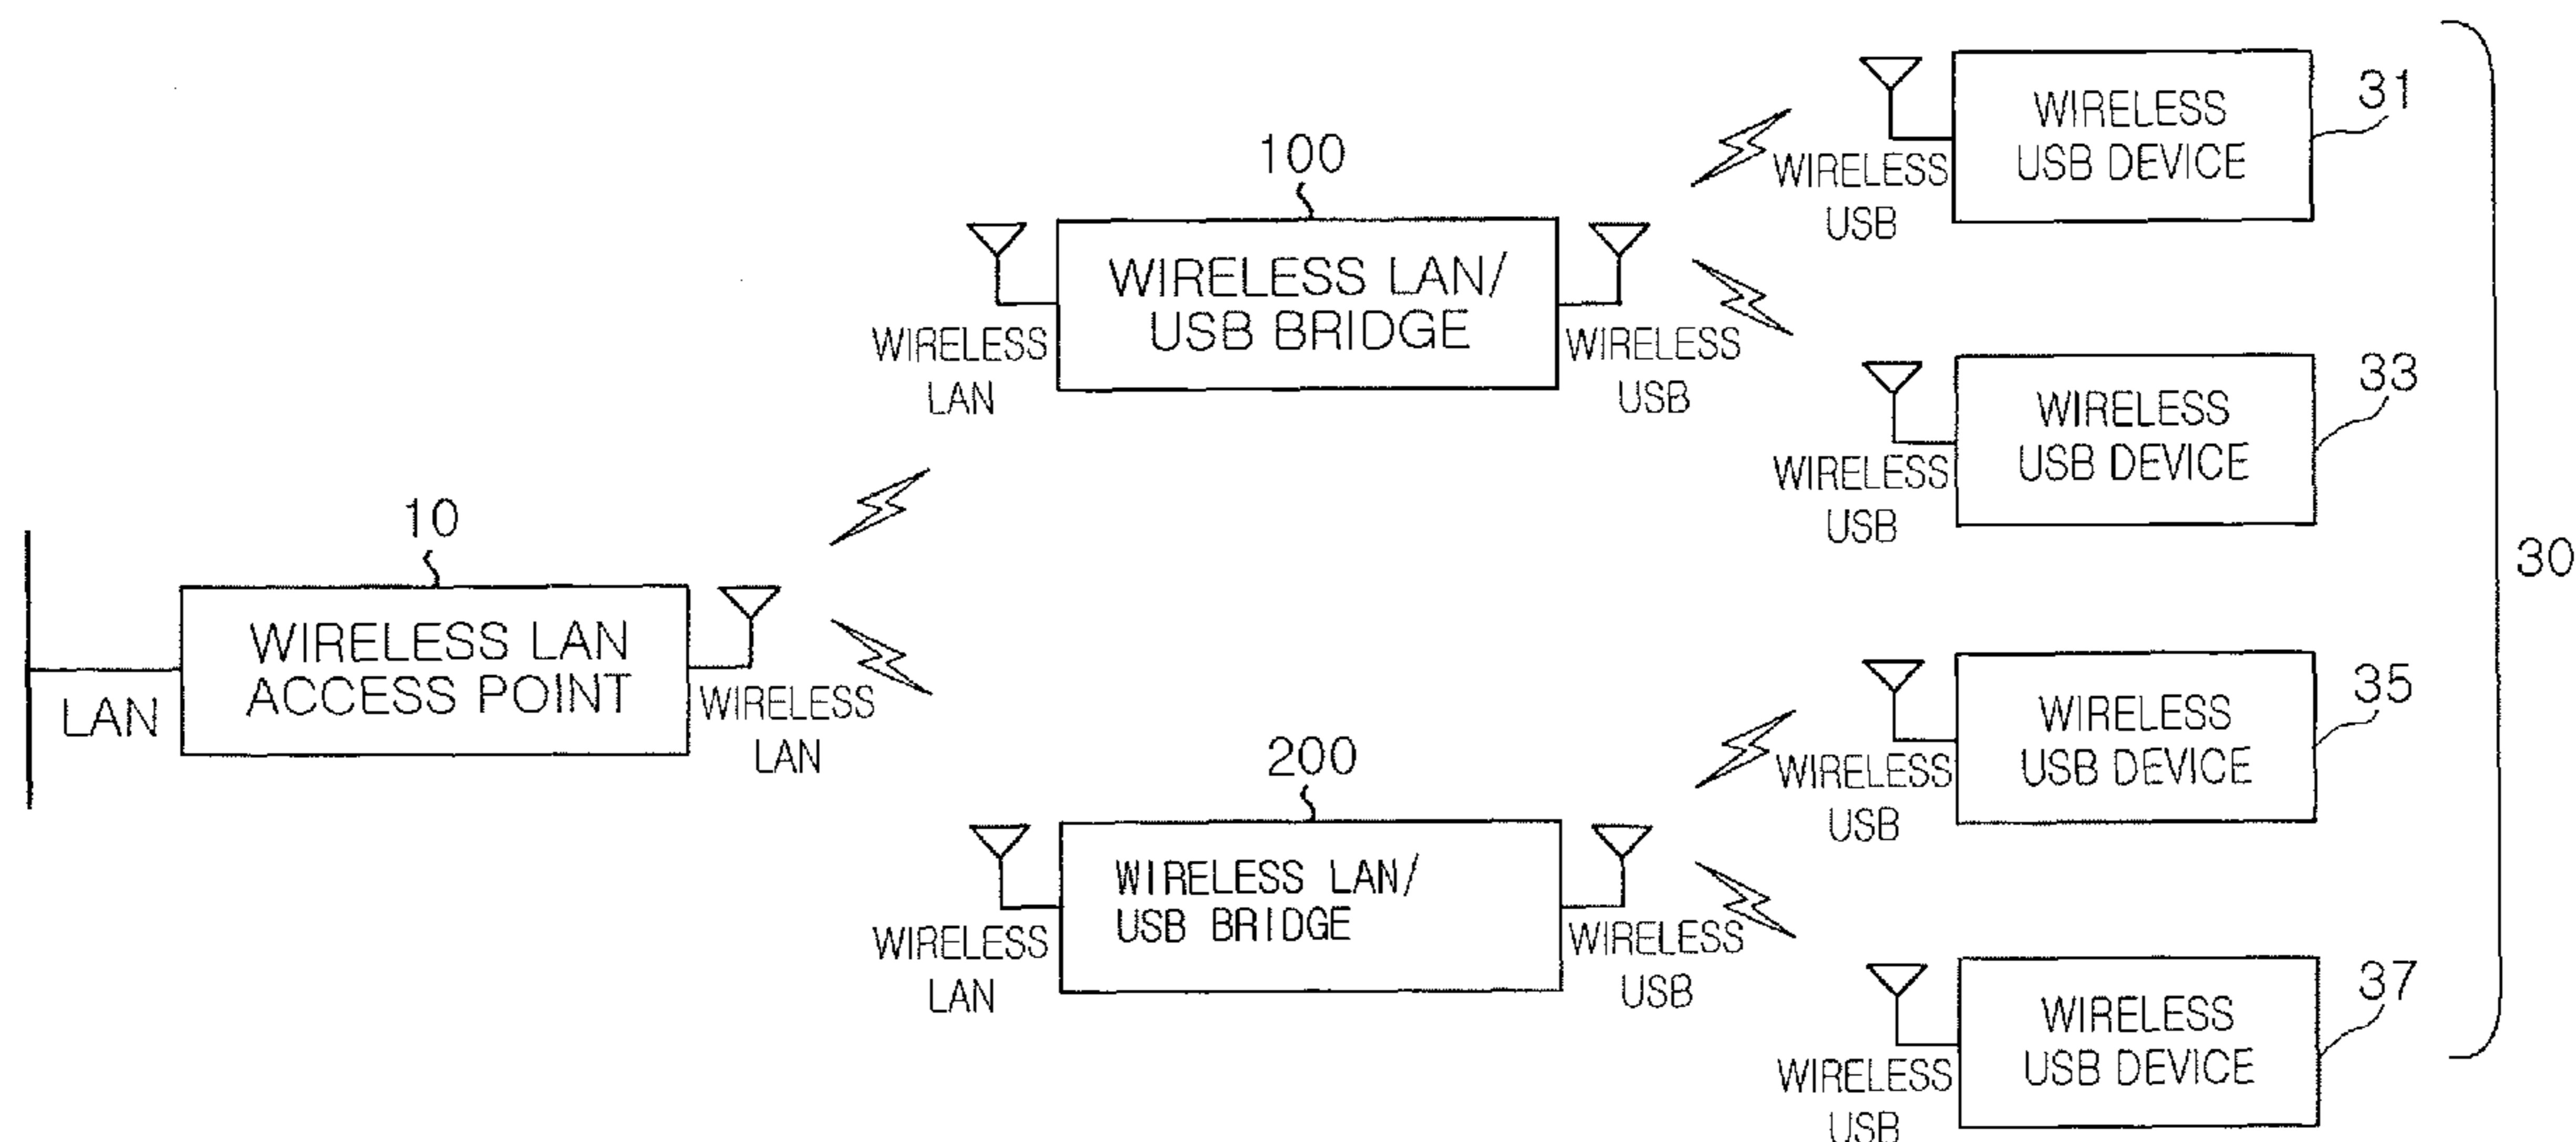 31
WIRELESS
USB DEVICE
WIRELESS
USB
100
WIRELESS LAN/
USB BRIDGE
WIRELESS
LAN
WIRELESS
USB
33
WIRELESS
USB DEVICE
WIRELESS
USB
30
10
WIRELESS LAN
ACCESS POINT
LAN
WIRELESS
LAN
35
WIRELESS
USB DEVICE
WIRELESS
USB
200
WIRELESS LAN/
USB BRIDGE
WIRELESS
LAN
WIRELESS
USB
37
WIRELESS
USB DEVICE
WIRELESS
USB